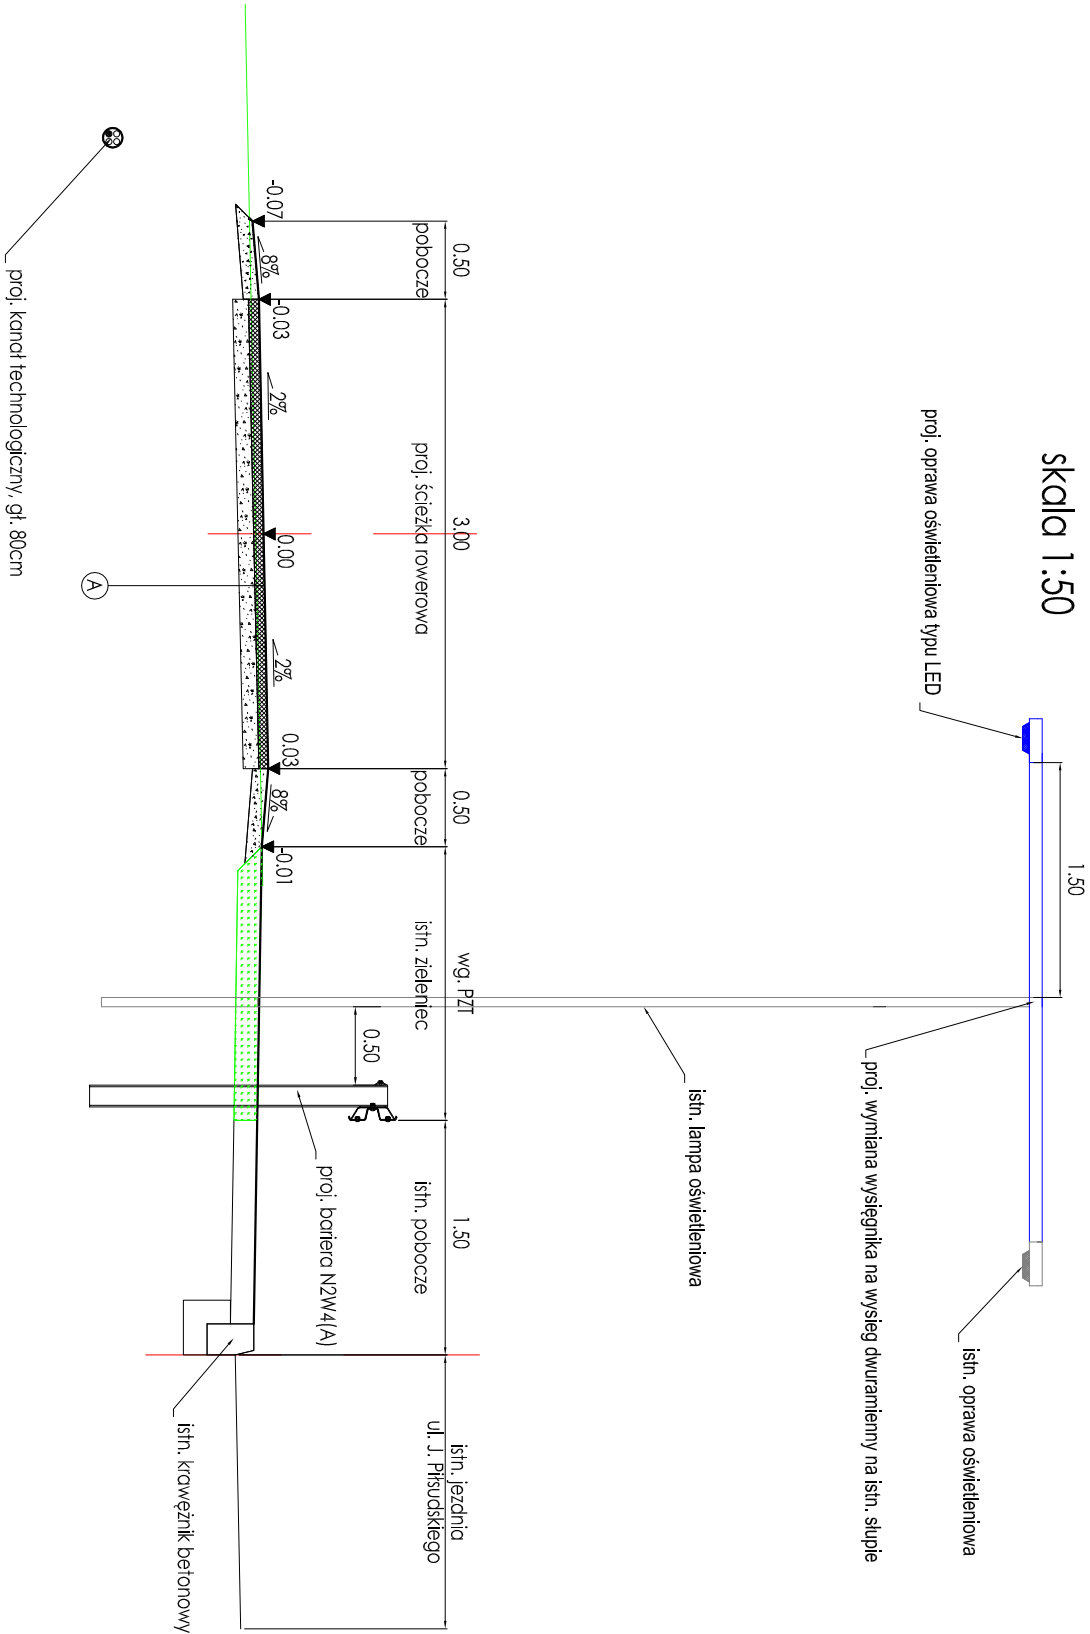 skala 1:50
1.50
proj. oprawa oświetleniowa typu LED
istn. oprawa oświetleniowa
proj. wymiana wysięgnika na wysięg dwuramienny na istn. słupie
istn. lampa oświetleniowa
0.50
3.00
0.50
wg. PZT
1.50
istn. jezdnia
ul. J. Piłsudskiego
pobocze
proj. ścieżka rowerowa
pobocze
istn. zieleniec
istn. pobocze
0.50
proj. bariera N2W4(A)
-0.07
8%
-0.03
2%
0.00
2%
0.03
8%
-0.01
istn. krawężnik betonowy
A
proj. kanał technologiczny, gł. 80cm